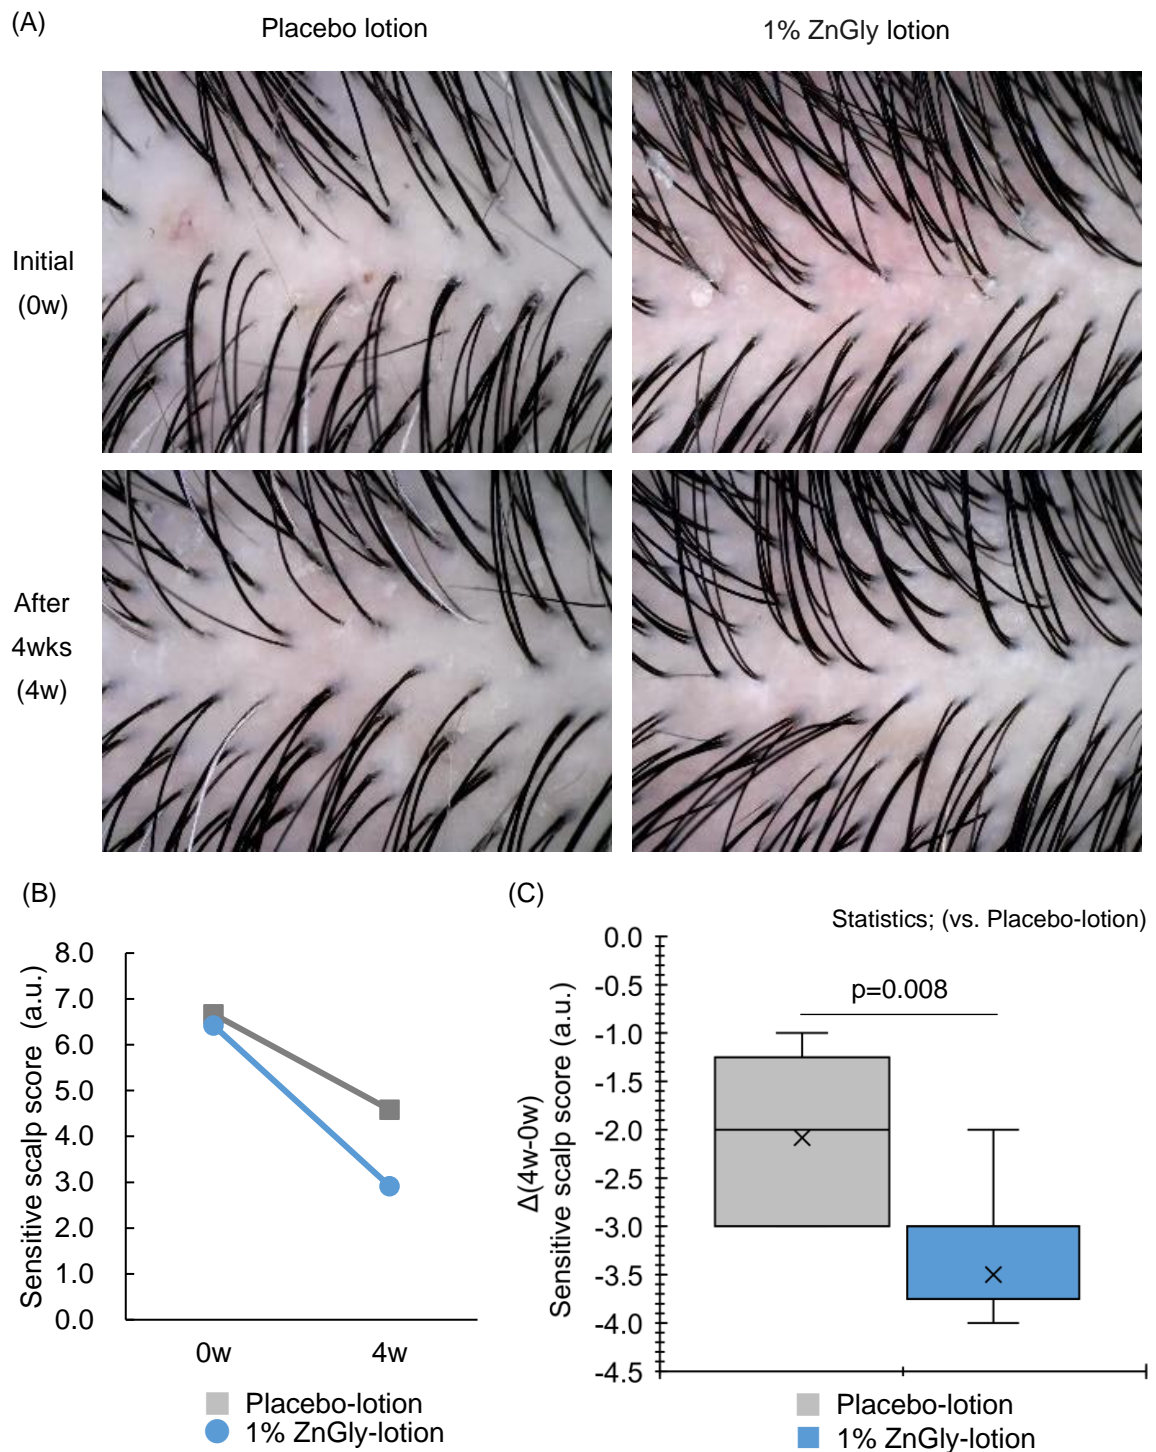 (A)
Placebo lotion
1% ZnGly lotion
Initial
(0w)
After
4wks
(4w)
(B)
Sensitive scalp score (a.u.)
8.0
7.0
6.0
5.0
4.0
3.0
2.0
1.0
0.0
0w
4w
Placebo-lotion
1% ZnGly-lotion
(C)
Statistics; (vs. Placebo-lotion)
Δ(4w-0w)
Sensitive scalp score (a.u.)
0.0
-0.5
-1.0
-1.5
-2.0
-2.5
-3.0
-3.5
-4.0
-4.5
p=0.008
Placebo-lotion
1% ZnGly-lotion